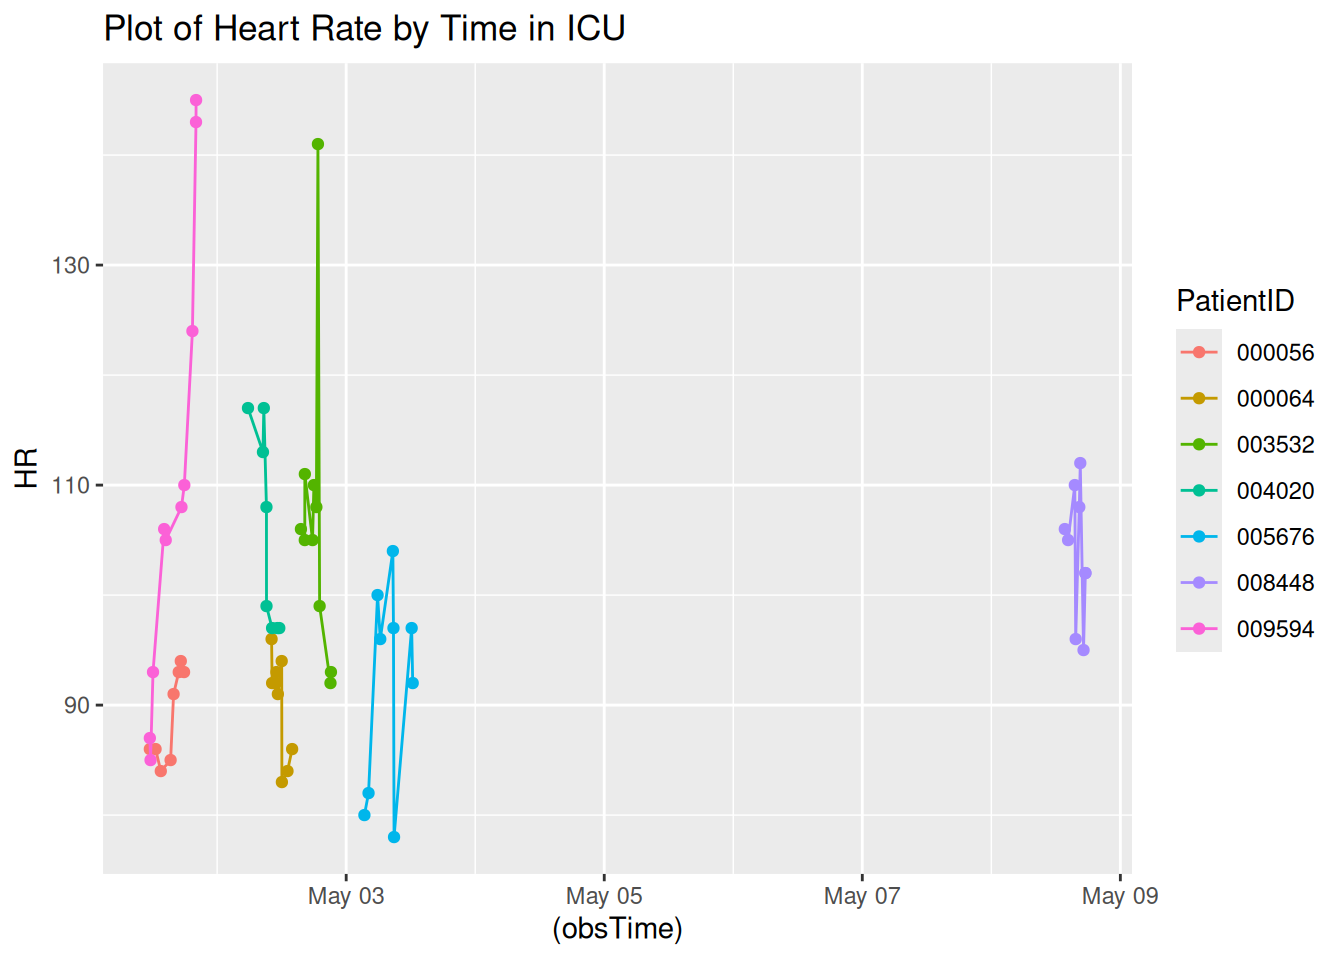 Plot of Heart Rate by Time in ICU
HR
130
110
90
May 03
May 05
May 07
May 09
(obsTime)
PatientID
000056
000064
003532
004020
005676
008448
009594